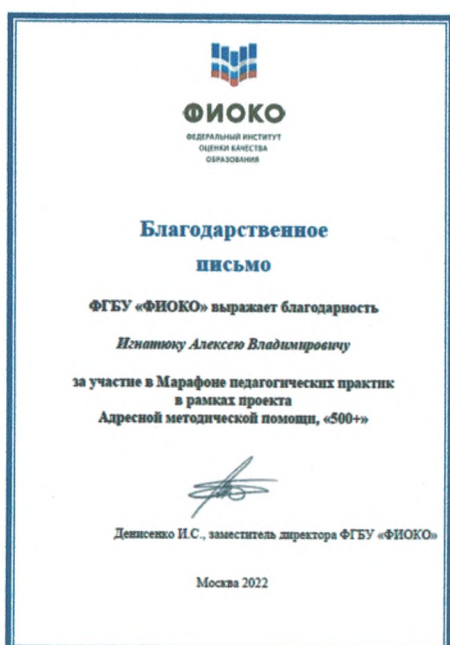 ФИОКО
ФЕДЕРАЛЬНЫЙ ИНСТИТУТ
ОЦЕНКИ КАЧЕСТВА
ОБРАЗОВАНИЯ
Благодарственное
письмо
ФГБУ «ФИОКО» выражает благодарность
Игнатюку Алексею Владимировичу
за участие в Марафоне педагогических практик
в рамках проекта
Адресной методической помощи, «500+»
Денисенко И.С., заместитель директора ФГБУ «ФИОКО»
Москва 2022